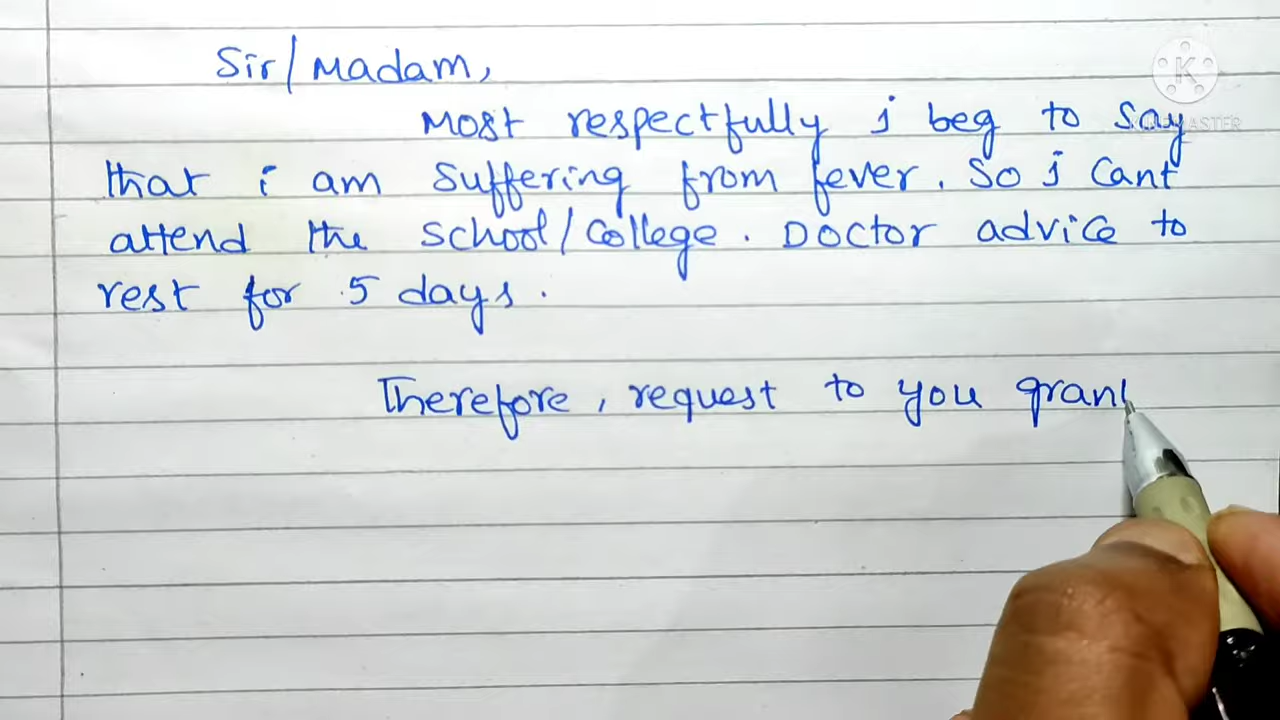 Sir/Madam,
Most respectfully i beg to say
that i am suffering from fever. So i cant
attend the school/college. Doctor advice to
rest for 5 days.
Therefore, request to you grant
K
KINEMASTER